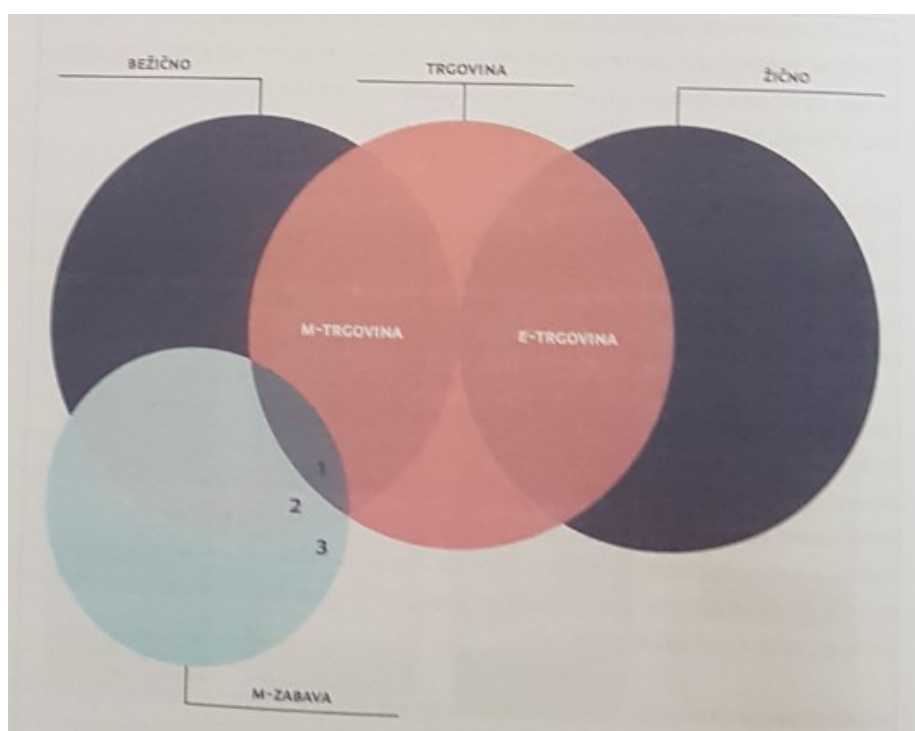 BEŽIČNO
TRGOVINA
ŽIČNO
M-TRGOVINA
E-TRGOVINA
1
2
3
M-ZABAVA